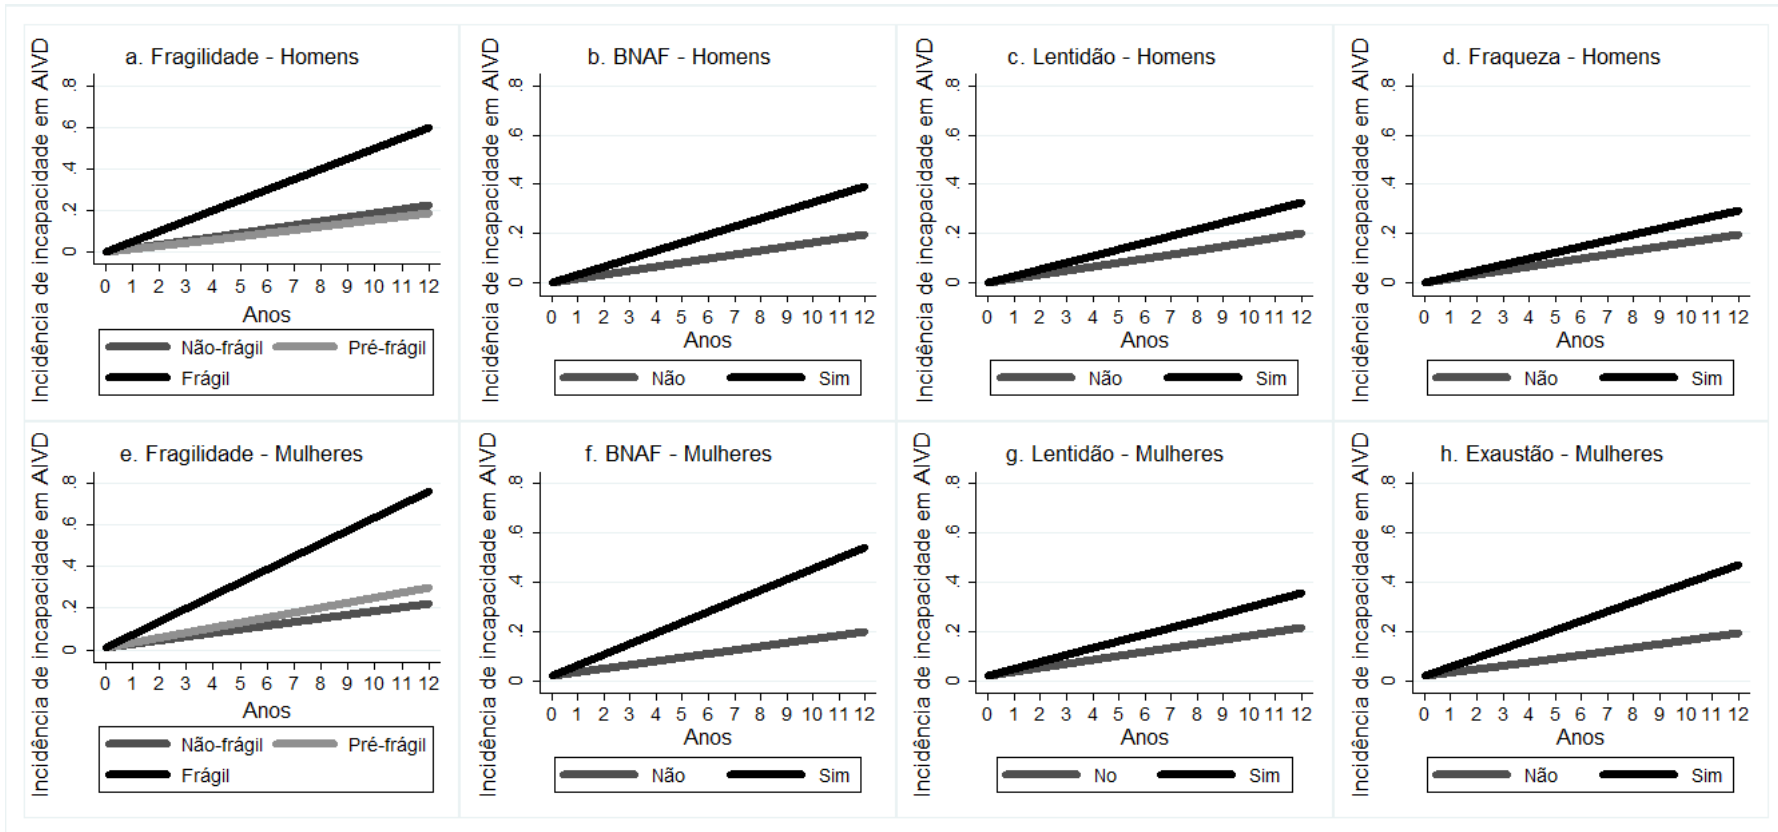 a. Fragilidade - Homens
Incidência de incapacidade em AIVD
.8
.6
.4
.2
0
0 1 2 3 4 5 6 7 8 9 10 11 12
Anos
Não-frágil Pré-frágil
Frágil
b. BNAF - Homens
Incidência de incapacidade em AIVD
.8
.6
.4
.2
0
0 1 2 3 4 5 6 7 8 9 10 11 12
Anos
Não Sim
c. Lentidão - Homens
Incidência de incapacidade em AIVD
.8
.6
.4
.2
0
0 1 2 3 4 5 6 7 8 9 10 11 12
Anos
Não Sim
d. Fraqueza - Homens
Incidência de incapacidade em AIVD
.8
.6
.4
.2
0
0 1 2 3 4 5 6 7 8 9 10 11 12
Anos
Não Sim
e. Fragilidade - Mulheres
Incidência de incapacidade em AIVD
.8
.6
.4
.2
0
0 1 2 3 4 5 6 7 8 9 10 11 12
Anos
Não-frágil Pré-frágil
Frágil
f. BNAF - Mulheres
Incidência de incapacidade em AIVD
.8
.6
.4
.2
0
0 1 2 3 4 5 6 7 8 9 10 11 12
Anos
Não Sim
g. Lentidão - Mulheres
Incidência de incapacidade em AIVD
.8
.6
.4
.2
0
0 1 2 3 4 5 6 7 8 9 10 11 12
Anos
No Sim
h. Exaustão - Mulheres
Incidência de incapacidade em AIVD
.8
.6
.4
.2
0
0 1 2 3 4 5 6 7 8 9 10 11 12
Anos
Não Sim